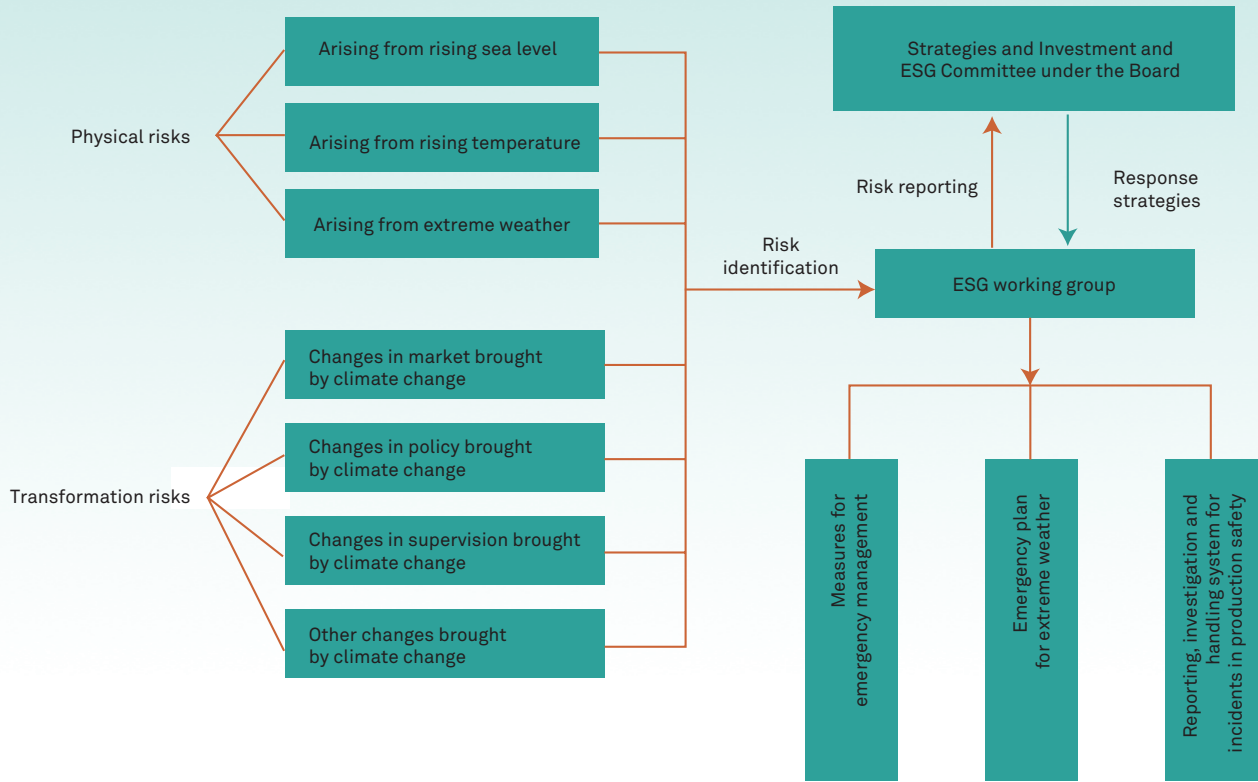 Physical risks
Arising from rising sea level
Arising from rising temperature
Arising from extreme weather
Transformation risks
Changes in market brought
by climate change
Changes in policy brought
by climate change
Changes in supervision brought
by climate change
Other changes brought
by climate change
Risk
identification
Strategies and Investment and
ESG Committee under the Board
Risk reporting
Response
strategies
ESG working group
Measures for
emergency management
Emergency plan
for extreme weather
Reporting, investigation and
handling system for
incidents in production safety